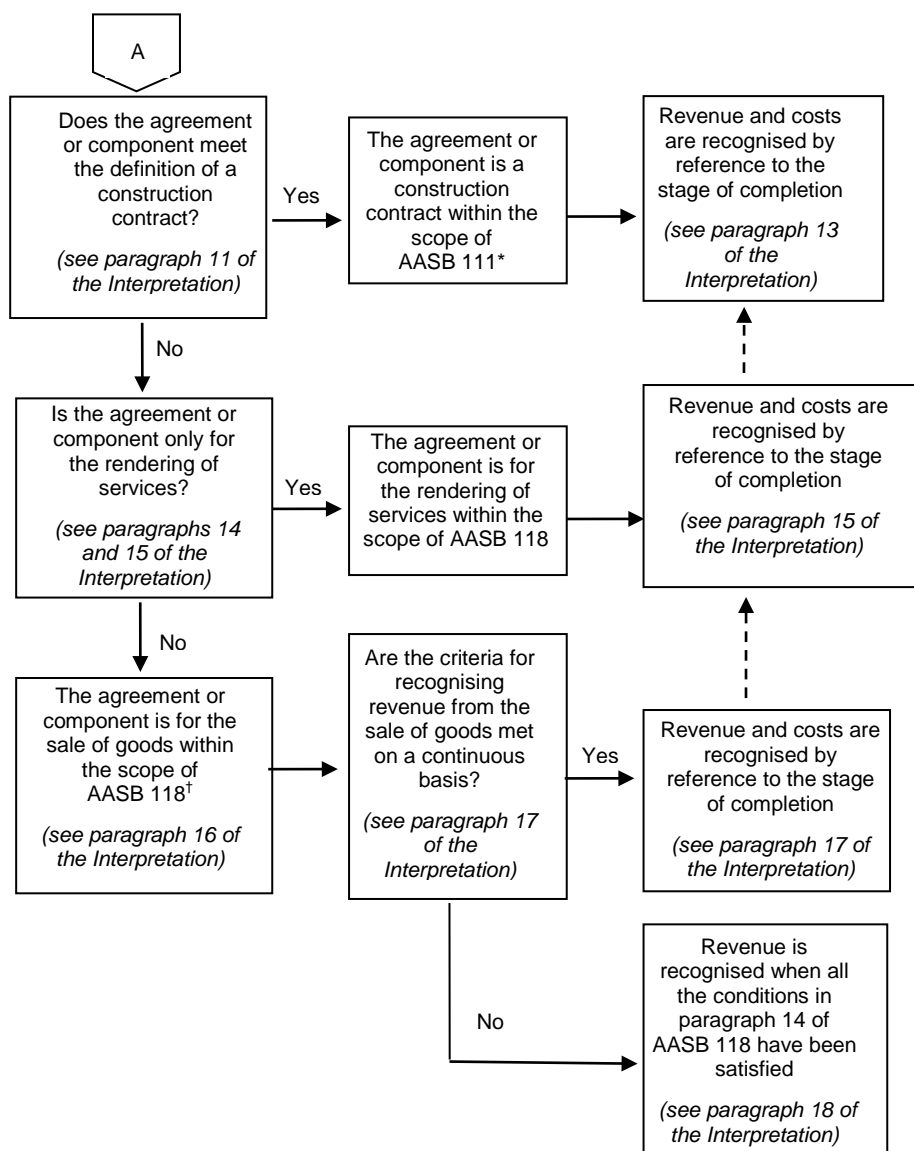 A
Does the agreement
or component meet
the definition of a
construction
contract?
(see paragraph 11 of
the Interpretation)
Yes
The agreement or
component is a
construction
contract within the
scope of
AASB 111*
Revenue and costs
are recognised by
reference to the
stage of completion
(see paragraph 13
of the
Interpretation)
No
Is the agreement or
component only for
the rendering of
services?
(see paragraphs 14
and 15 of the
Interpretation)
Yes
The agreement or
component is for
the rendering of
services within the
scope of AASB 118
Revenue and costs are
recognised by
reference to the stage
of completion
(see paragraph 15 of
the Interpretation)
No
The agreement or
component is for the
sale of goods within
the scope of
AASB 118†
(see paragraph 16 of
the Interpretation)
Are the criteria for
recognising
revenue from the
sale of goods met
on a continuous
basis?
(see paragraph 17
of the
Interpretation)
Yes
Revenue and costs are
recognised by
reference to the stage
of completion
(see paragraph 17 of
the Interpretation)
No
Revenue is
recognised when all
the conditions in
paragraph 14 of
AASB 118 have been
satisfied
(see paragraph 18 of
the Interpretation)